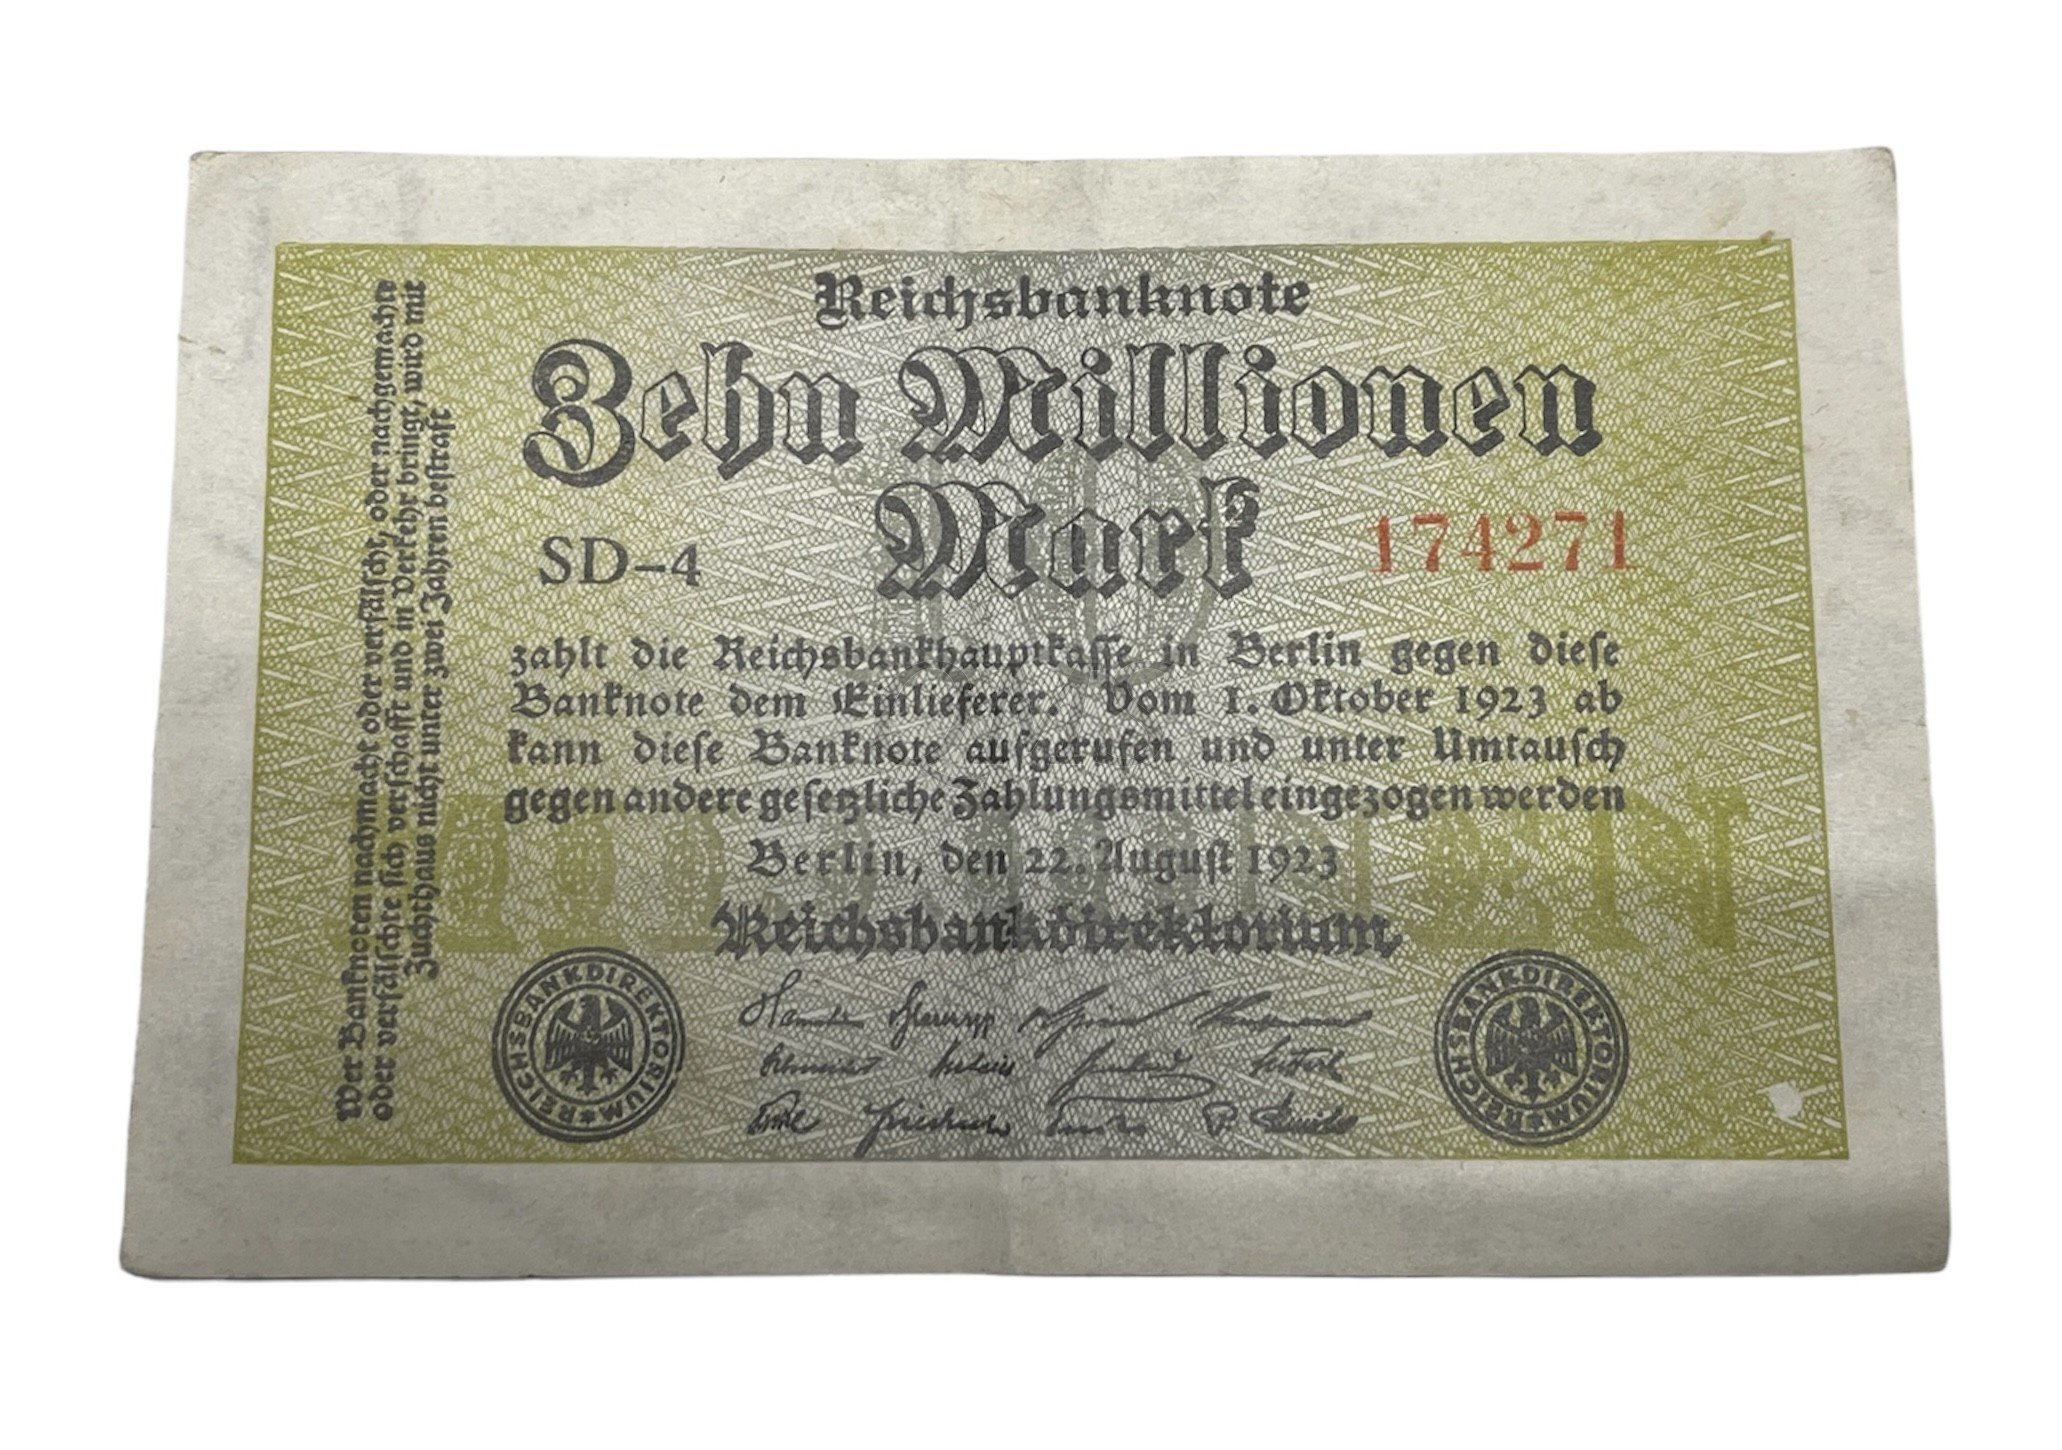 Reichsbanknote
Zehn Millionen
Mark
SD-4
174271
zahlt die Reichsbankhauptkasse in Berlin gegen diese
Banknote dem Einlieferer. Vom 1. Oktober 1923 ab
kann diese Banknote aufgerufen und unter Umtausch
gegen andere gesetzliche Zahlungsmittel eingezogen werden
Berlin, den 22. August 1923
Reichsbankdirektorium
REICHSBANKDIREKTORIUM
REICHSBANKDIREKTORIUM
Wer Banknoten nachmacht oder verfälscht, oder nachgemachte
oder verfälschte sich verschafft und in Verkehr bringt, wird mit
Zuchthaus nicht unter zwei Jahren bestraft
10